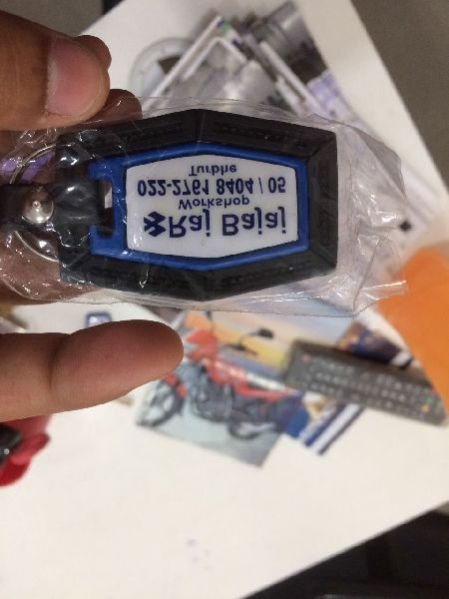 Raj Bajaj
Workshop
022-2761 8404 / 05
Turbhe